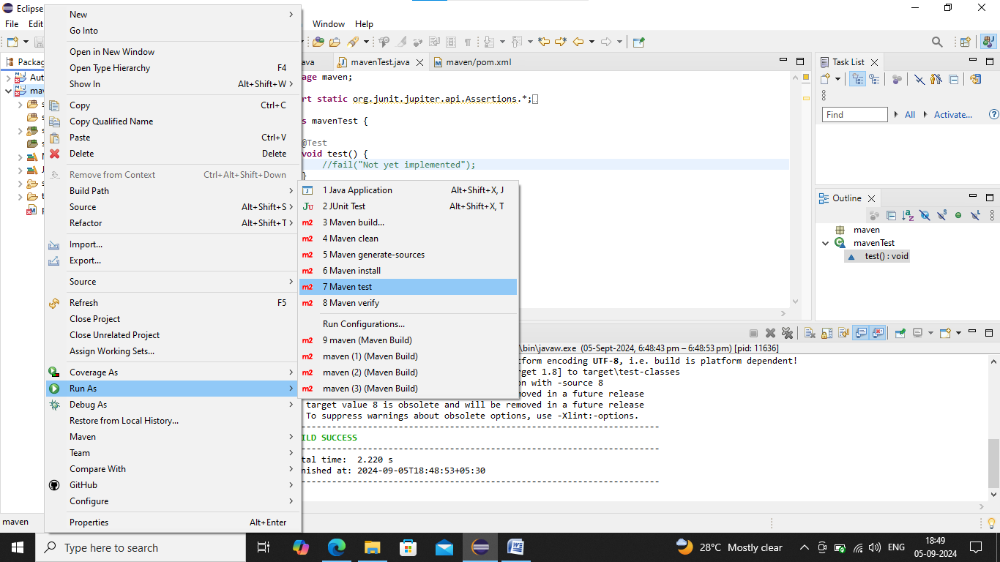 Eclipse
File Edit Window Help
Packag
Aut
mav
New
Go Into
Open in New Window
Open Type Hierarchy F4
Show In Alt+Shift+W
Copy Ctrl+C
Copy Qualified Name
Paste Ctrl+V
Delete Delete
Remove from Context Ctrl+Alt+Shift+Down
Build Path
Source Alt+Shift+S
Refactor Alt+Shift+T
Import...
Export...
Source
Refresh F5
Close Project
Close Unrelated Project
Assign Working Sets...
Coverage As
Run As
Debug As
Restore from Local History...
Maven
Team
Compare With
GitHub
Configure
Properties Alt+Enter
ava mavenTest.java maven/pom.xml
age maven;
rt static org.junit.jupiter.api.Assertions.*;
s mavenTest {
@Test
void test() {
//fail("Not yet implemented");
}
1 Java Application Alt+Shift+X, J
2 JUnit Test Alt+Shift+X, T
3 Maven build...
4 Maven clean
5 Maven generate-sources
6 Maven install
7 Maven test
8 Maven verify
Run Configurations...
9 maven (Maven Build)
maven (1) (Maven Build)
maven (2) (Maven Build)
maven (3) (Maven Build)
Task List
Find All Activate...
Outline
maven
mavenTest
test() : void
\bin\javaw.exe (05-Sept-2024, 6:48:43 pm – 6:48:53 pm) [pid: 11636]
tform encoding UTF-8, i.e. build is platform dependent!
rget 1.8] to target\test-classes
on with -source 8
moved in a future release
target value 8 is obsolete and will be removed in a future release
To suppress warnings about obsolete options, use -Xlint:-options.
------------------------------------------------------------------------
ILD SUCCESS
------------------------------------------------------------------------
tal time:  2.220 s
nished at: 2024-09-05T18:48:53+05:30
------------------------------------------------------------------------
maven
Type here to search
28°C Mostly clear
ENG
18:49
05-09-2024